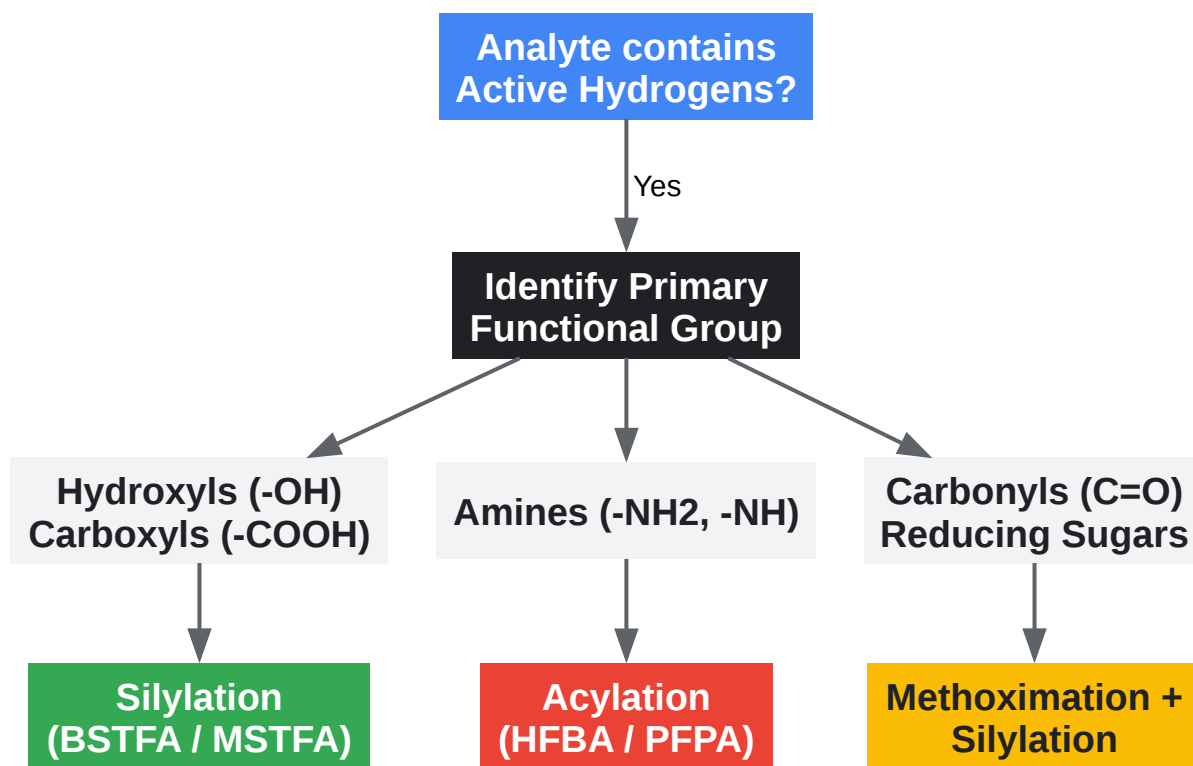 Analyte contains
Active Hydrogens?
Yes
Identify Primary
Functional Group
Hydroxyls (-OH)
Carboxyls (-COOH)
Amines (-NH2, -NH)
Carbonyls (C=O)
Reducing Sugars
Silylation
(BSTFA / MSTFA)
Acylation
(HFBA / PFPA)
Methoximation +
Silylation